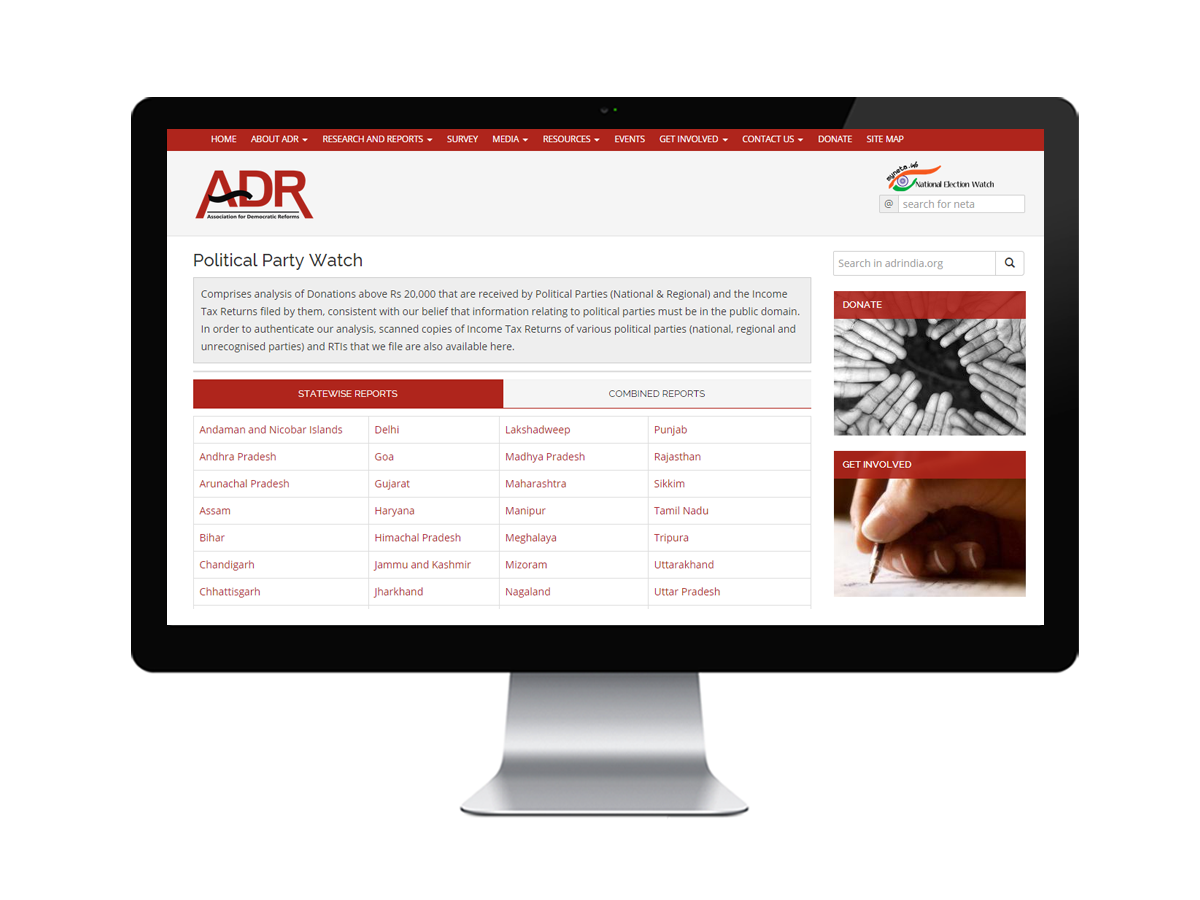 HOME ABOUT ADR RESEARCH AND REPORTS SURVEY MEDIA RESOURCES EVENTS GET INVOLVED CONTACT US DONATE SITE MAP
ADR
Association for Democratic Reforms
myneta.info
National Election Watch
@ search for neta
Political Party Watch
Search in adrindia.org
Comprises analysis of Donations above Rs 20,000 that are received by Political Parties (National & Regional) and the Income
Tax Returns filed by them, consistent with our belief that information relating to political parties must be in the public domain.
In order to authenticate our analysis, scanned copies of Income Tax Returns of various political parties (national, regional and
unrecognised parties) and RTIs that we file are also available here.
DONATE
STATEWISE REPORTS COMBINED REPORTS
Andaman and Nicobar Islands Delhi Lakshadweep Punjab
Andhra Pradesh Goa Madhya Pradesh Rajasthan
Arunachal Pradesh Gujarat Maharashtra Sikkim
Assam Haryana Manipur Tamil Nadu
Bihar Himachal Pradesh Meghalaya Tripura
Chandigarh Jammu and Kashmir Mizoram Uttarakhand
Chhattisgarh Jharkhand Nagaland Uttar Pradesh
GET INVOLVED